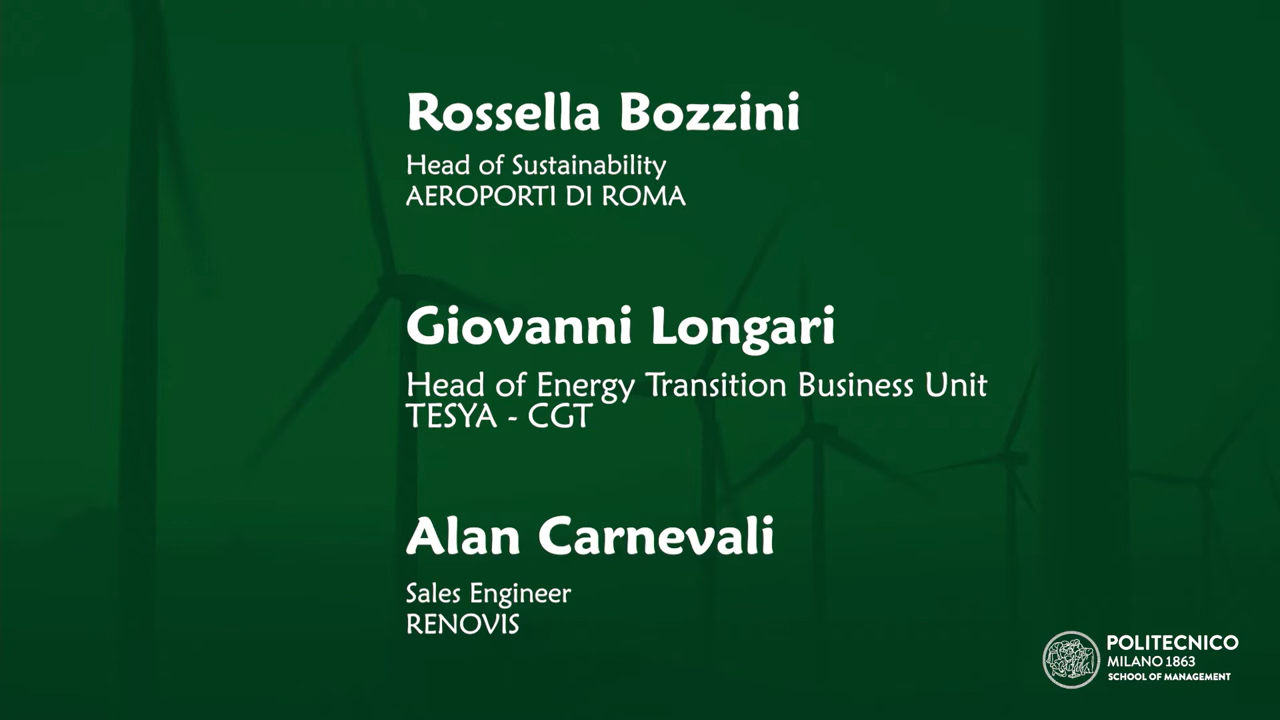 Rossella Bozzini
Head of Sustainability
AEROPORTI DI ROMA
Giovanni Longari
Head of Energy Transition Business Unit
TESYA - CGT
Alan Carnevali
Sales Engineer
RENOVIS
POLITECNICO
MILANO 1863
SCHOOL OF MANAGEMENT